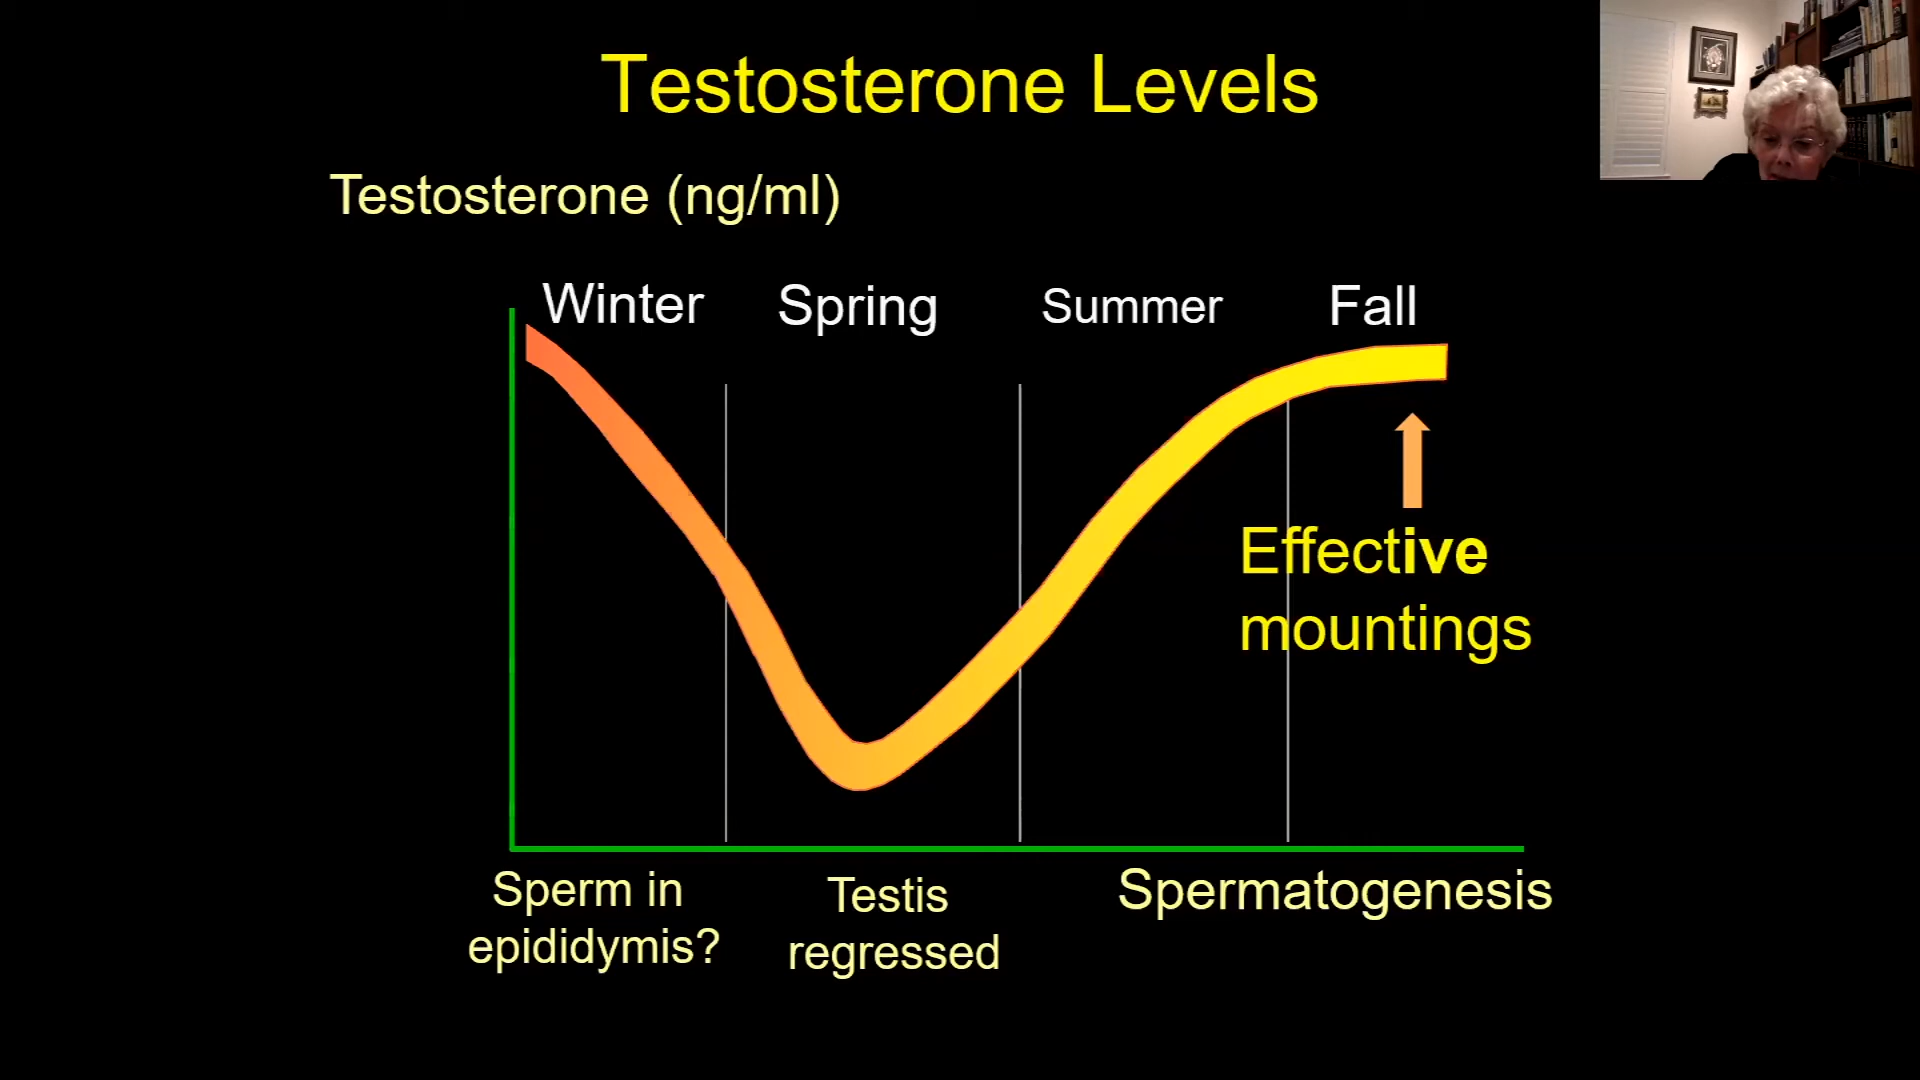 Testosterone Levels
Testosterone (ng/ml)
Winter
Spring
Summer
Fall
Effective
mountings
Sperm in
epididymis?
Testis
regressed
Spermatogenesis